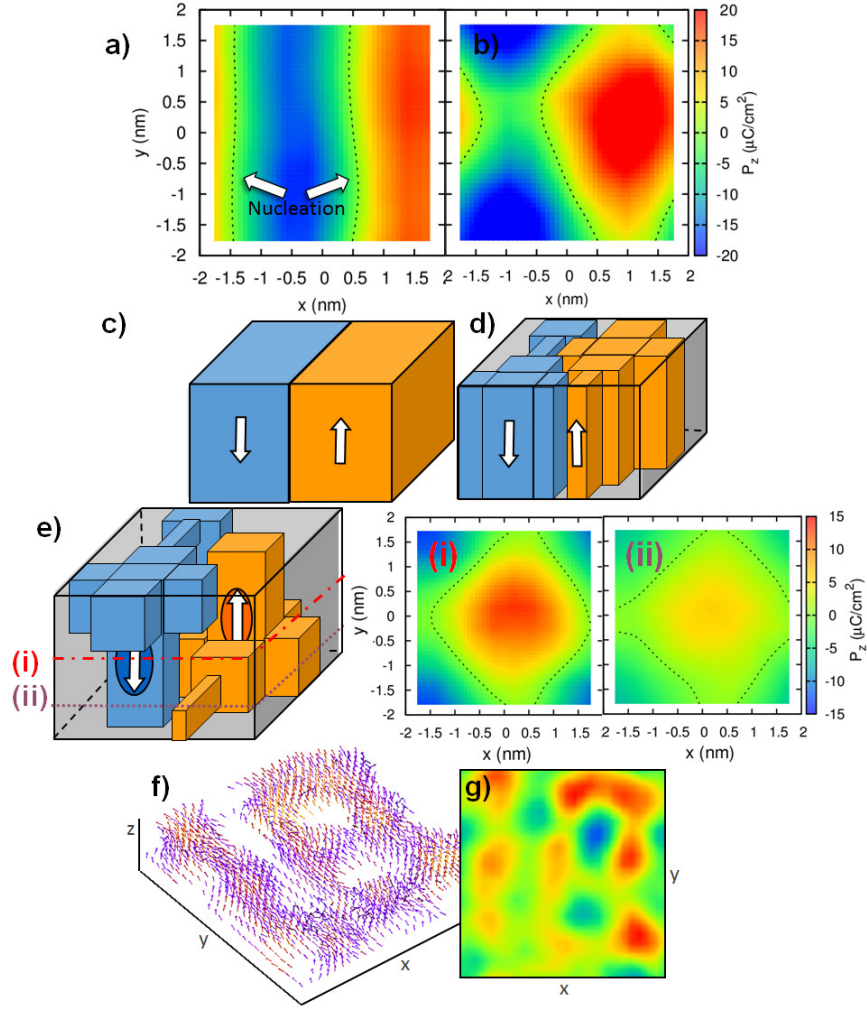 a)
b)
2
1.5
1
0.5
0
-0.5
-1
-1.5
-2
y (nm)
Nucleation
-2 -1.5 -1 -0.5 0 0.5 1 1.5 2
x (nm)
-1.5 -1 -0.5 0 0.5 1 1.5 2
x (nm)
20
15
10
5
0
-5
-10
-15
-20
Pz (μC/cm²)
c)
d)
e)
(i)
(ii)
(i)
(ii)
2
1.5
1
0.5
0
-0.5
-1
-1.5
-2
y (nm)
-1.5 -1 -0.5 0 0.5 1 1.5
x (nm)
-1.5 -1 -0.5 0 0.5 1 1.5 2
x (nm)
15
10
5
0
-5
-10
-15
Pz (μC/cm²)
f)
g)
z
y
x
y
x